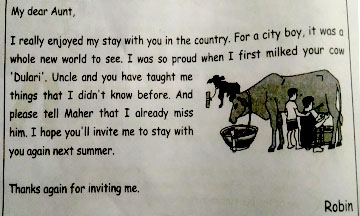 My dear Aunt,
I really enjoyed my stay with you in the country. For a city boy, it was a
whole new world to see. I was so proud when I first milked your cow
'Dulari'. Uncle and you have taught me
things that I didn't know before. And
please tell Maher that I already miss
him. I hope you'll invite me to stay with
you again next summer.
Thanks again for inviting me.
Robin